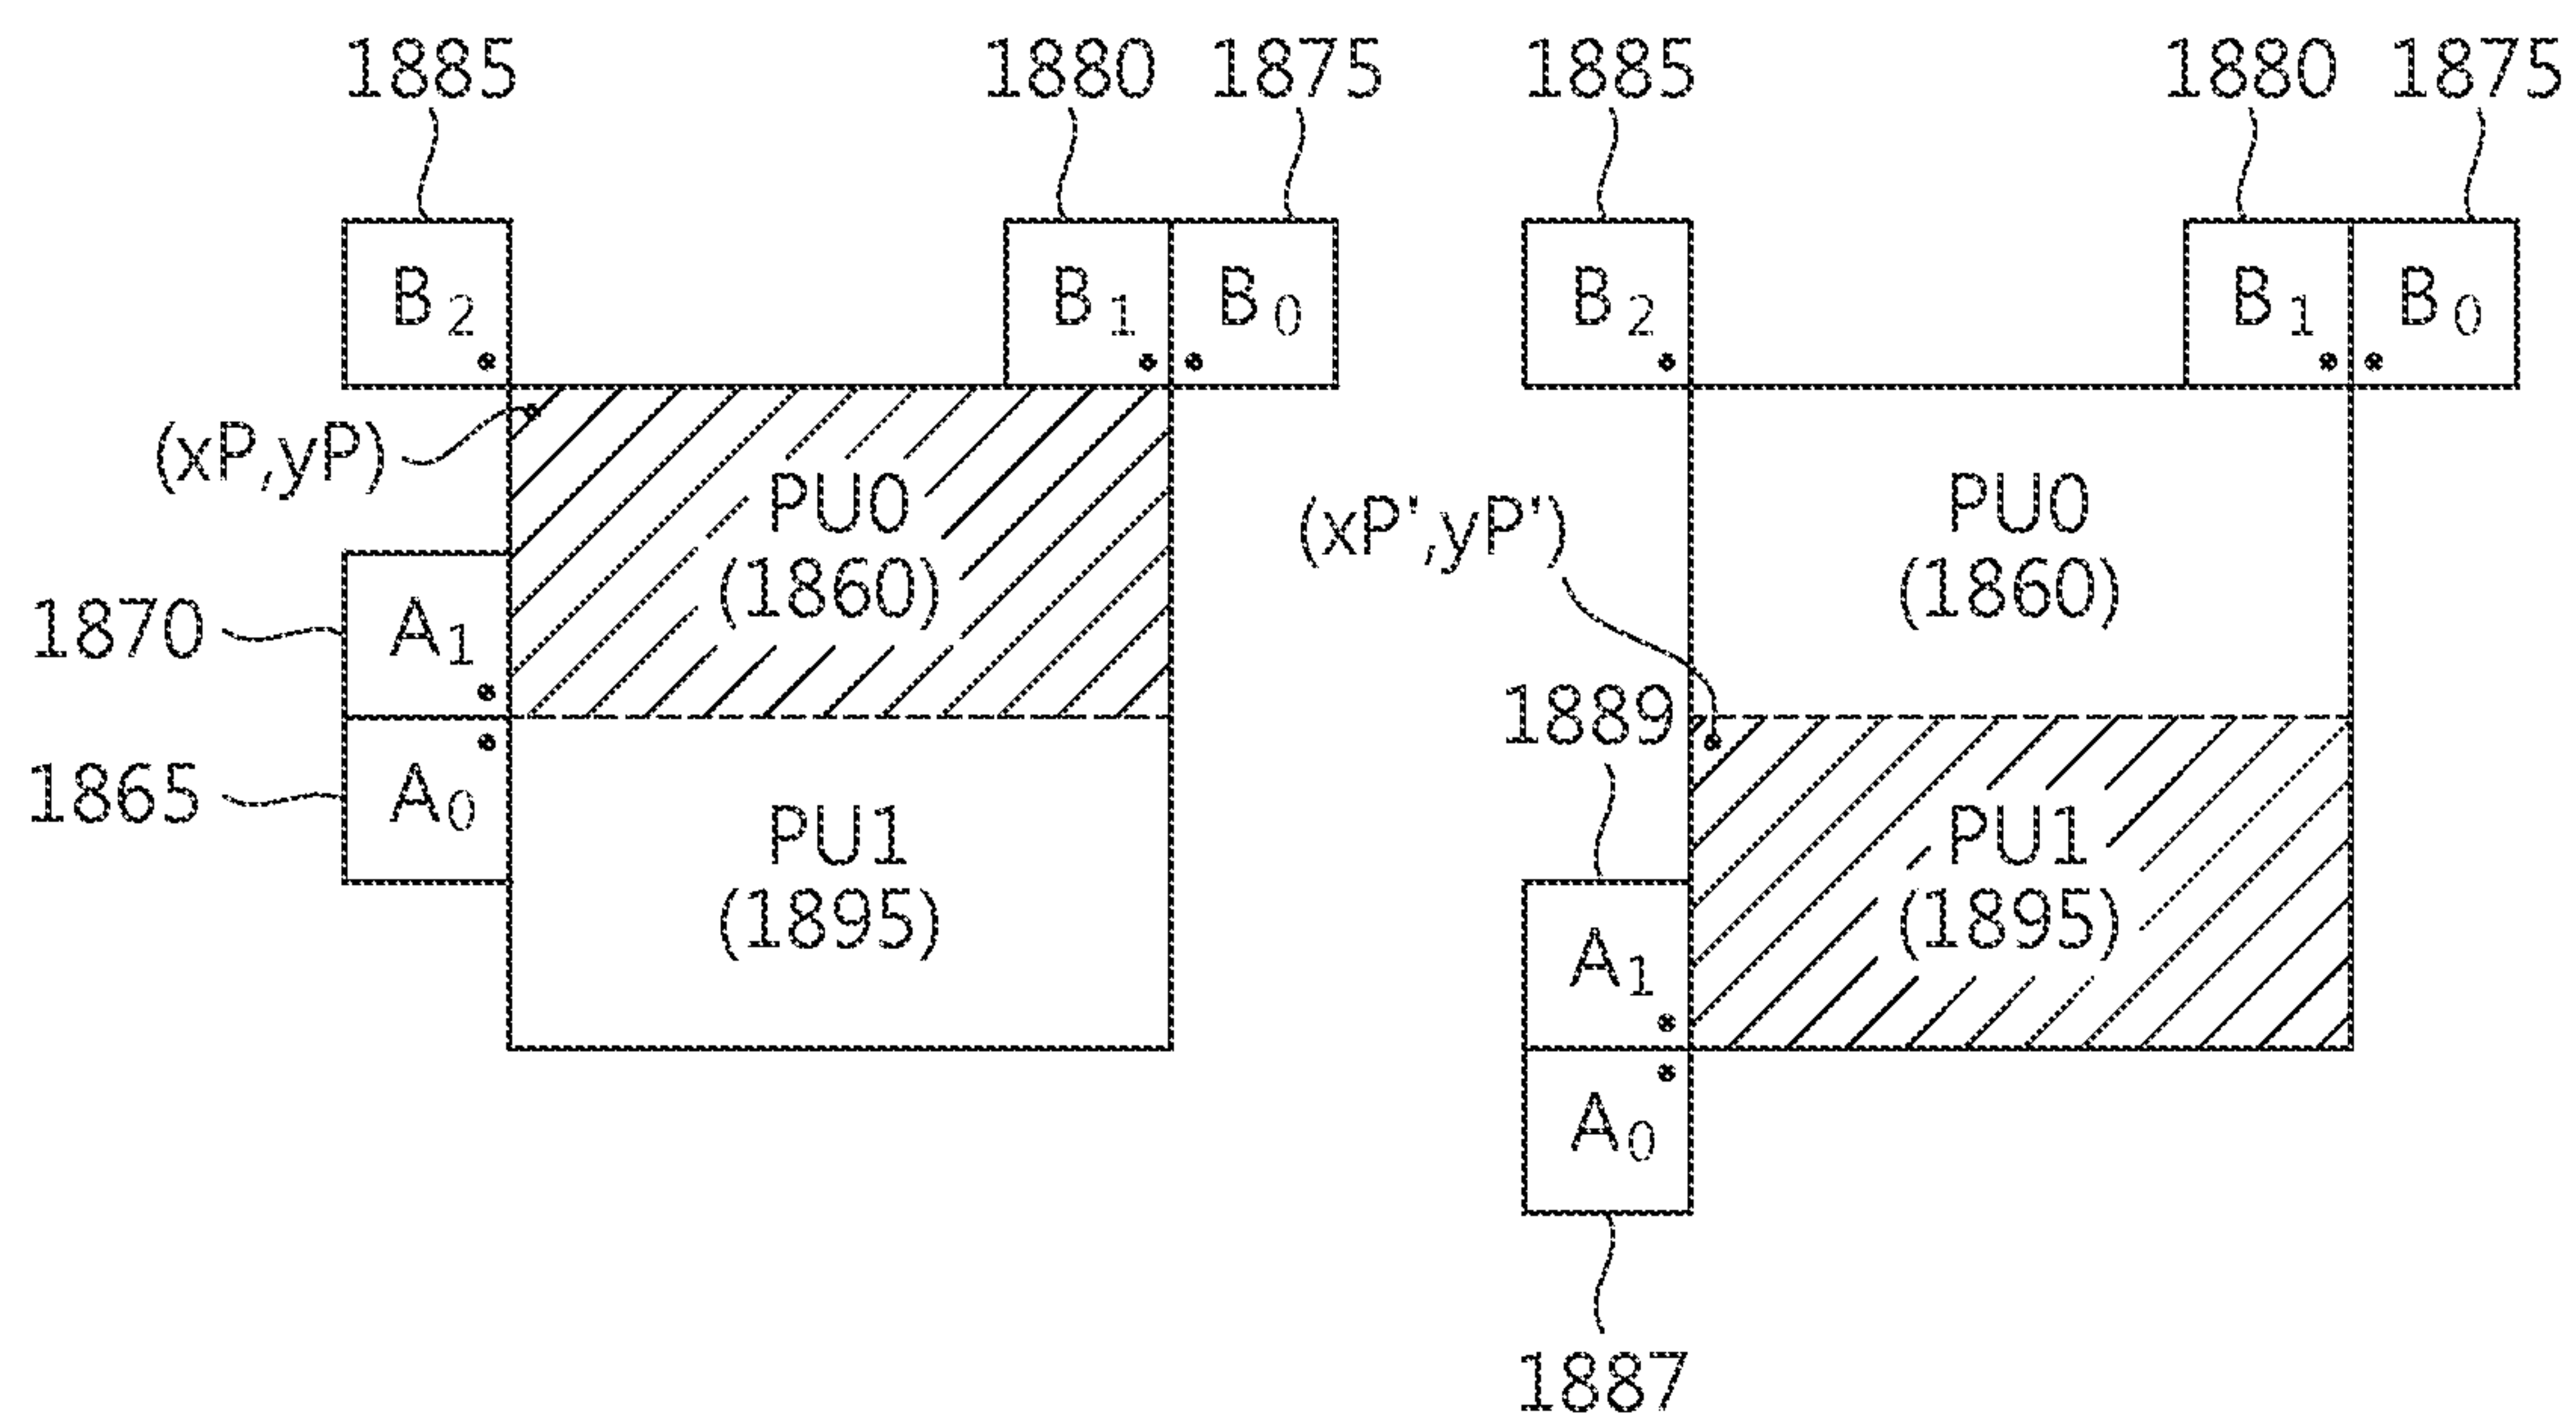 1885 1880 1875
B2 B1 B0
(xP,yP)
PU0
(1860)
1870 A1
1865 A0
PU1
(1895)
1885 1880 1875
B2 B1 B0
(xP',yP')
PU0
(1860)
1889
PU1
(1895)
A1
A0
1887